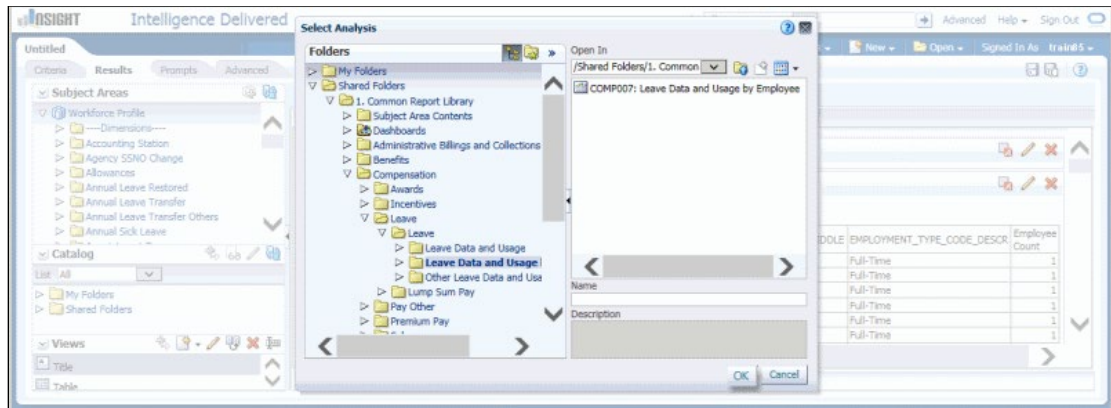 INSIGHT Intelligence Delivered
Advanced Help Sign Out
Untitled
New Open Signed In As train85
Criteria Results Prompts Advanced
Subject Areas
Workforce Profile
----Dimensions----
Accounting Station
Agency SSNO Change
Allowances
Annual Leave Restored
Annual Leave Transfer
Annual Leave Transfer Others
Annual Sick Leave
Catalog
List All
My Folders
Shared Folders
Views
Title
Table
Select Analysis
Folders
My Folders
Shared Folders
1. Common Report Library
Subject Area Contents
Dashboards
Administrative Billings and Collections
Benefits
Compensation
Awards
Incentives
Leave
Leave
Leave Data and Usage
Leave Data and Usage
Other Leave Data and Usa
Lump Sum Pay
Pay Other
Premium Pay
Open In
/Shared Folders/1. Common
COMP007: Leave Data and Usage by Employee
Name
Description
OK Cancel
DDLE EMPLOYMENT_TYPE_CODE_DESCR Employee Count
Full-Time 1
Full-Time 1
Full-Time 1
Full-Time 1
Full-Time 1
Full-Time 1